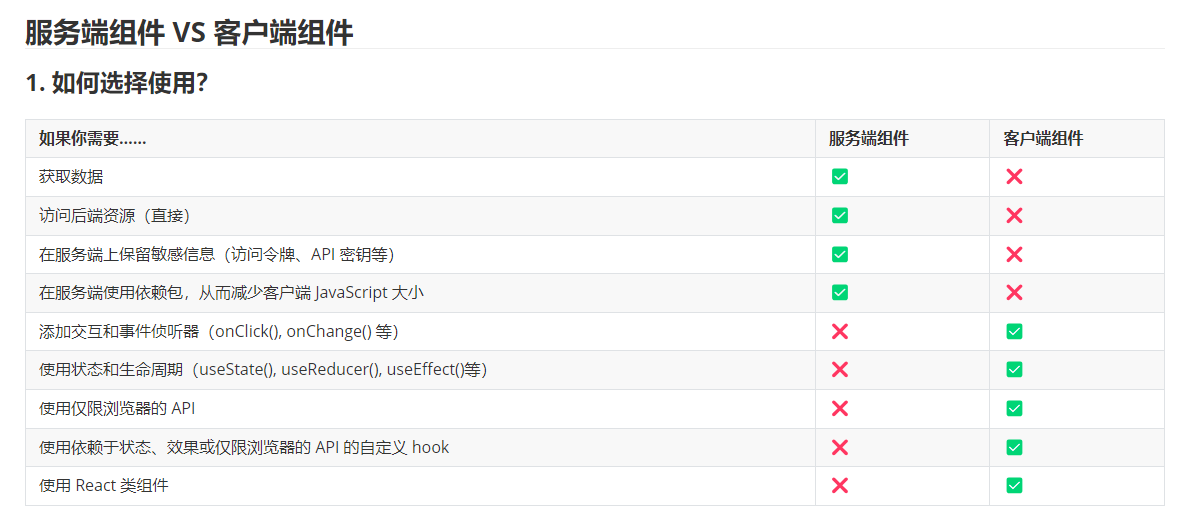 服务端组件 VS 客户端组件
1. 如何选择使用？
如果你需要…… 服务端组件 客户端组件
获取数据 ✅ ❌
访问后端资源（直接） ✅ ❌
在服务端上保留敏感信息（访问令牌、API 密钥等） ✅ ❌
在服务端使用依赖包，从而减少客户端 JavaScript 大小 ✅ ❌
添加交互和事件侦听器（onClick(), onChange() 等） ❌ ✅
使用状态和生命周期（useState(), useReducer(), useEffect()等） ❌ ✅
使用仅限浏览器的 API ❌ ✅
使用依赖于状态、效果或仅限浏览器的 API 的自定义 hook ❌ ✅
使用 React 类组件 ❌ ✅